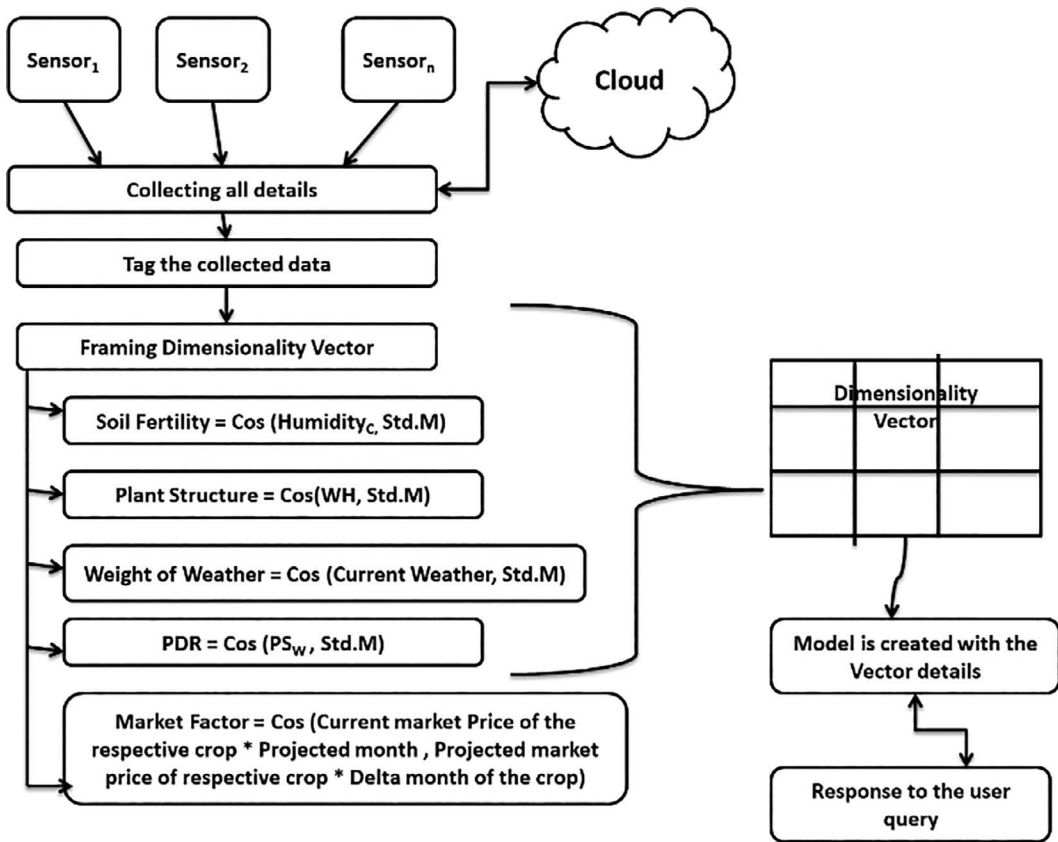 Sensor1
Sensor2
Sensorn
Cloud
Collecting all details
Tag the collected data
Framing Dimensionality Vector
Soil Fertility = Cos (HumidityC, Std.M)
Plant Structure = Cos(WH, Std.M)
Weight of Weather = Cos (Current Weather, Std.M)
PDR = Cos (PSW , Std.M)
Market Factor = Cos (Current market Price of the
respective crop * Projected month , Projected market
price of respective crop * Delta month of the crop)
Dimensionality
Vector
Model is created with the
Vector details
Response to the user
query